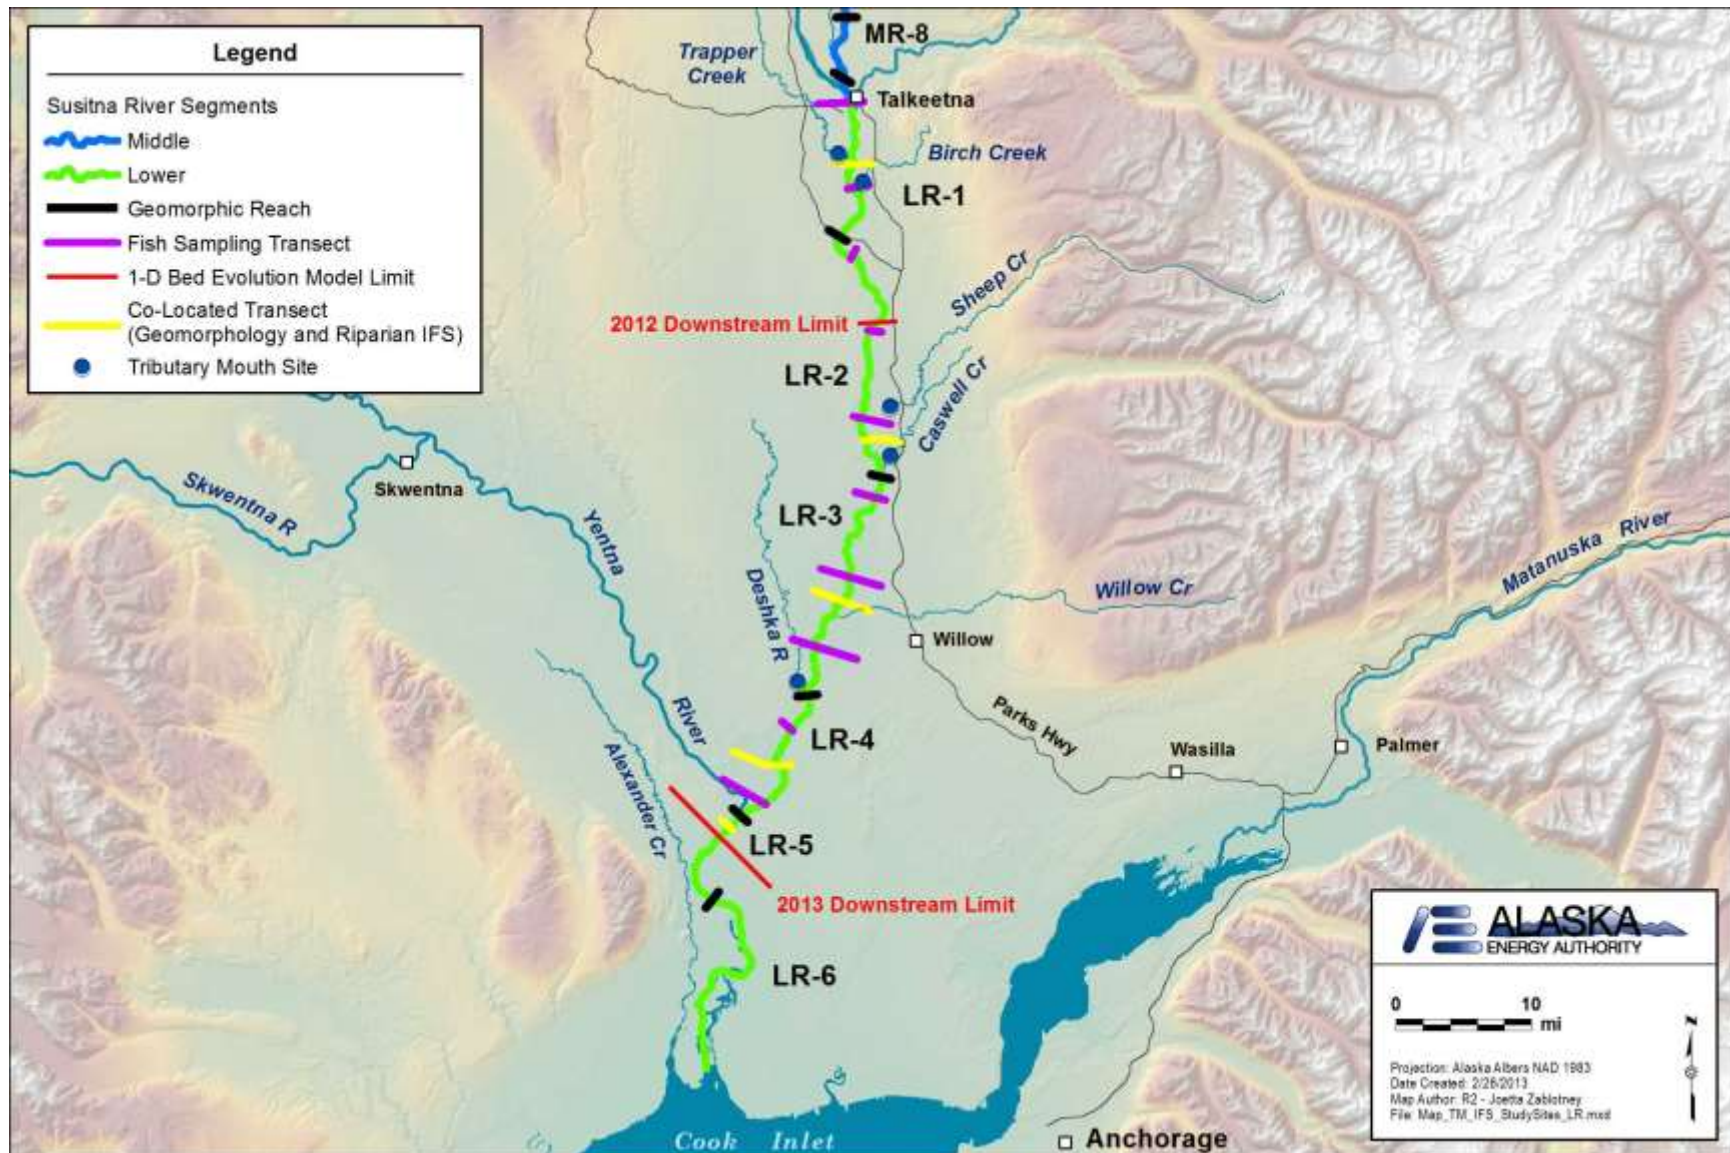 Legend
Susitna River Segments
Middle
Lower
Geomorphic Reach
Fish Sampling Transect
1-D Bed Evolution Model Limit
Co-Located Transect
(Geomorphology and Riparian IFS)
Tributary Mouth Site
MR-8
Trapper
Creek
Talkeetna
Birch Creek
LR-1
Sheep Cr
2012 Downstream Limit
LR-2
Caswell Cr
Skwentna
Skwentna R
LR-3
Yentna
River
Matanuska River
Deshka R
Willow Cr
Willow
Parks Hwy
LR-4
Wasilla
Palmer
Alexander Cr
LR-5
2013 Downstream Limit
LR-6
Cook Inlet
Anchorage
ALASKA
ENERGY AUTHORITY
0 10
mi
N
Projection: Alaska Albers NAD 1983
Date Created: 2/26/2013
Map Author: R2 - Joetta Zablotney
File: Map_TM_IFS_StudySites_LR.mxd